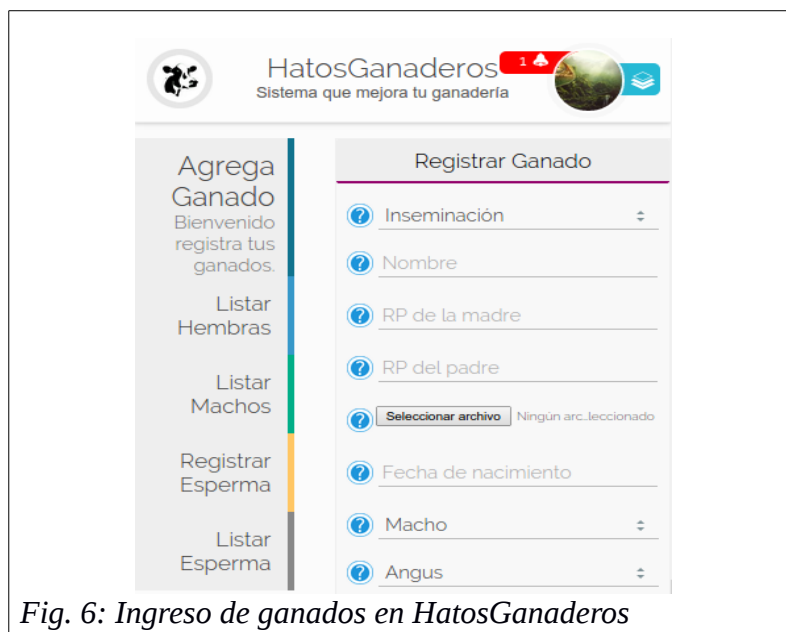 HatosGanaderos
1
Sistema que mejora tu ganadería
Agrega
Ganado
Bienvenido
registra tus
ganados.
Listar
Hembras
Listar
Machos
Registrar
Esperma
Listar
Esperma
Registrar Ganado
Inseminación
Nombre
RP de la madre
RP del padre
Seleccionar archivo Ningún arc...leccionado
Fecha de nacimiento
Macho
Angus
Fig. 6: Ingreso de ganados en HatosGanaderos